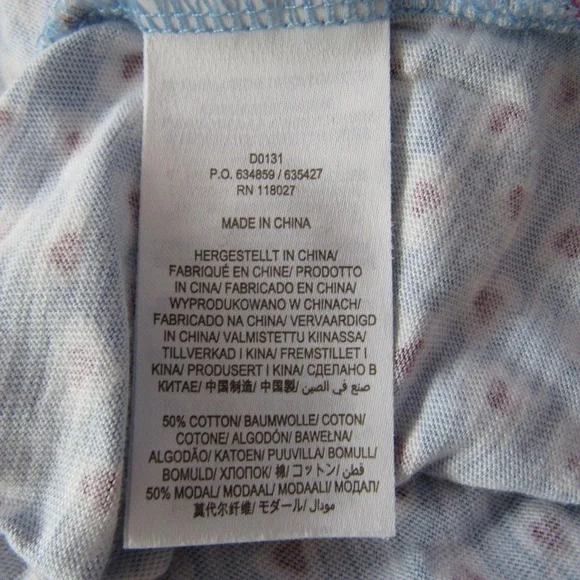 D0131
P.O. 634859 / 635427
RN 118027
MADE IN CHINA
HERGESTELLT IN CHINA/
FABRIQUÉ EN CHINE/ PRODOTTO
IN CINA/ FABRICADO EN CHINA/
WYPRODUKOWANO W CHINACH/
FABRICADO NA CHINA/ VERVAARDIGD
IN CHINA/ VALMISTETTU KIINASSA/
TILLVERKAD I KINA/ FREMSTILLET I
KINA/ PRODUSERT I KINA/ СДЕЛАНО В
КИТАЕ/ 中国制造/ 中国製/ صنع في الصين/
50% COTTON/ BAUMWOLLE/ COTON/
COTONE/ ALGODÓN/ BAWEŁNA/
ALGODÃO/ KATOEN/ PUUVILLA/ BOMULL/
BOMULD/ ХЛОПОК/ 棉/ コットン/ قطن/
50% MODAL/ MODAAL/ MODAALI/ МОДАЛ/
莫代尔纤维/ モダール/ مودال/